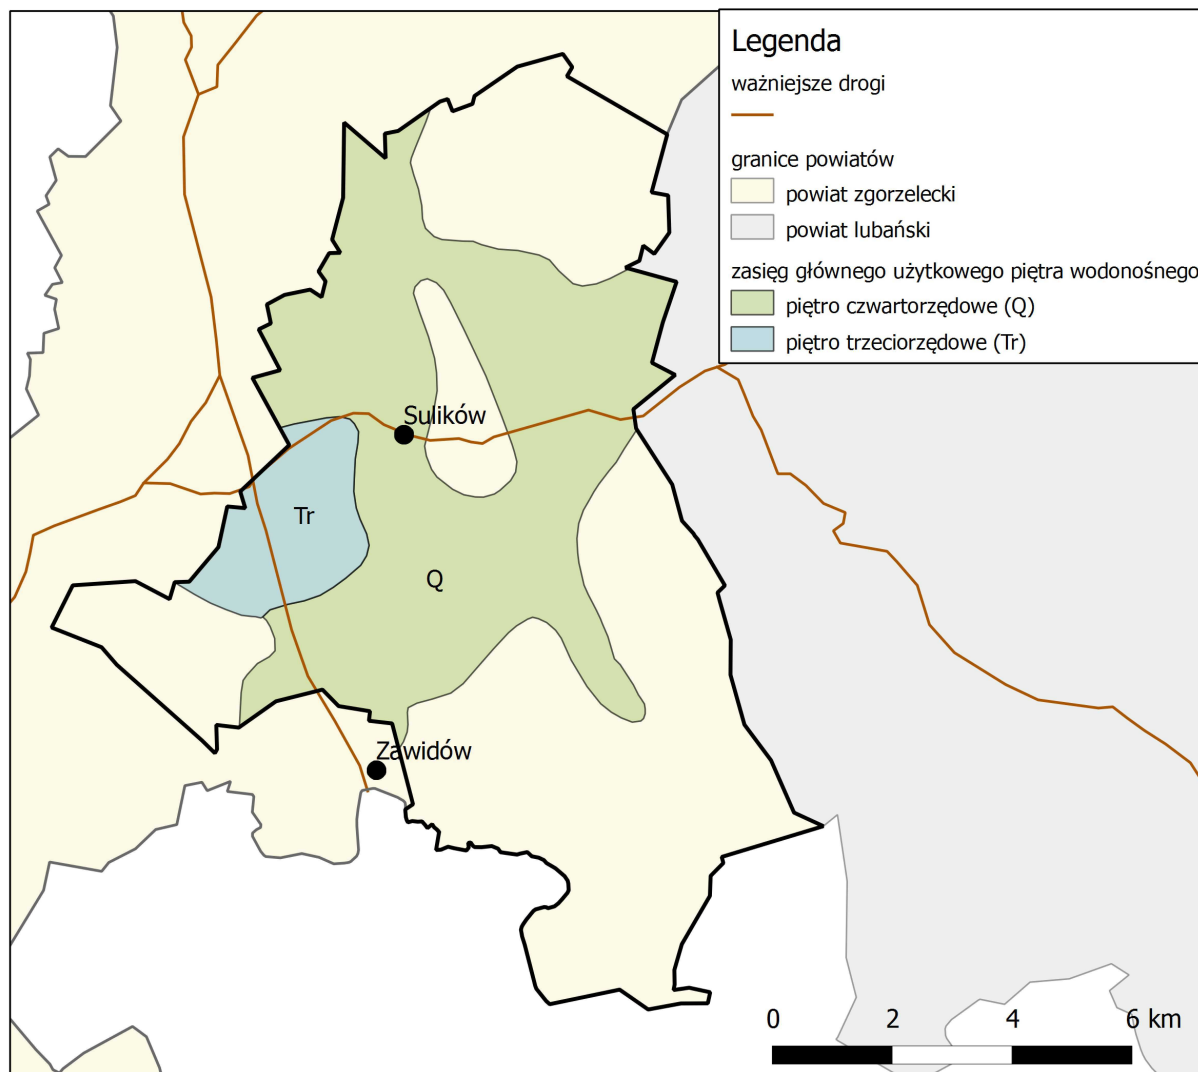 Legenda
ważniejsze drogi
granice powiatów
powiat zgorzelecki
powiat lubański
zasięg głównego użytkowego piętra wodonośnego
piętro czwartorzędowe (Q)
piętro trzeciorzędowe (Tr)
Sulików
Tr
Q
Zawidów
0 2 4 6 km